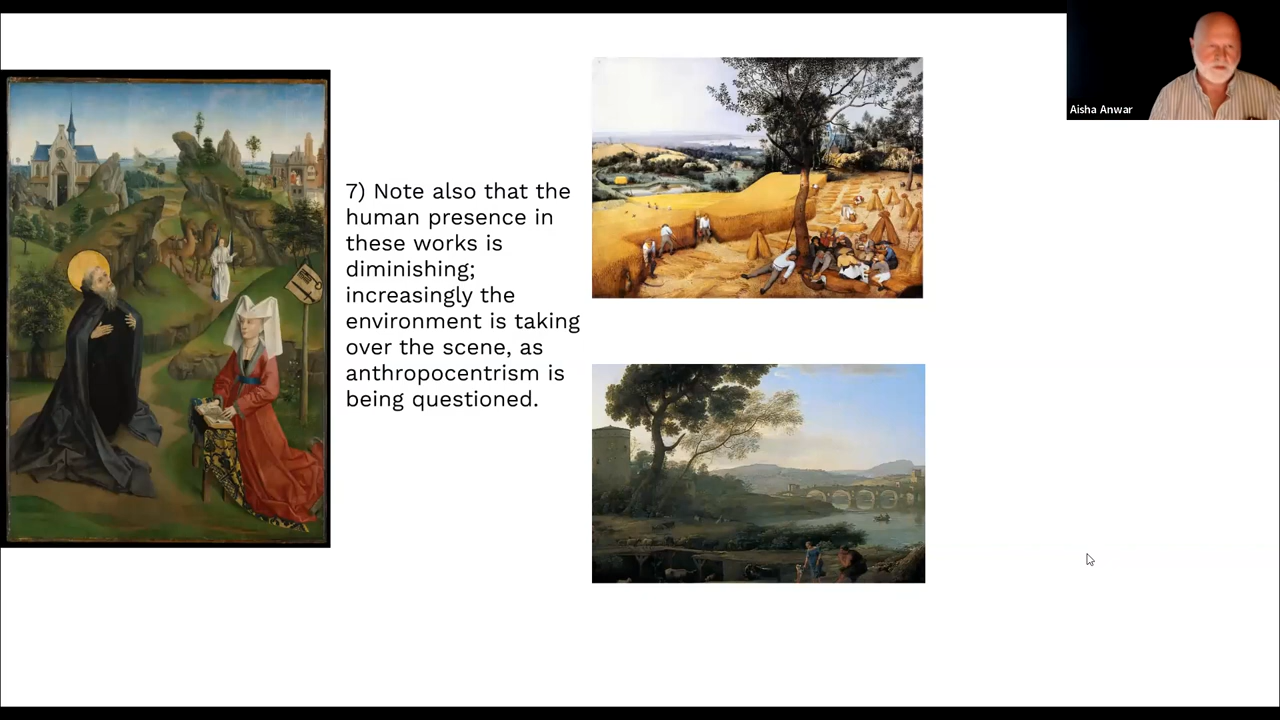 Aisha Anwar
7) Note also that the
human presence in
these works is
diminishing;
increasingly the
environment is taking
over the scene, as
anthropocentrism is
being questioned.